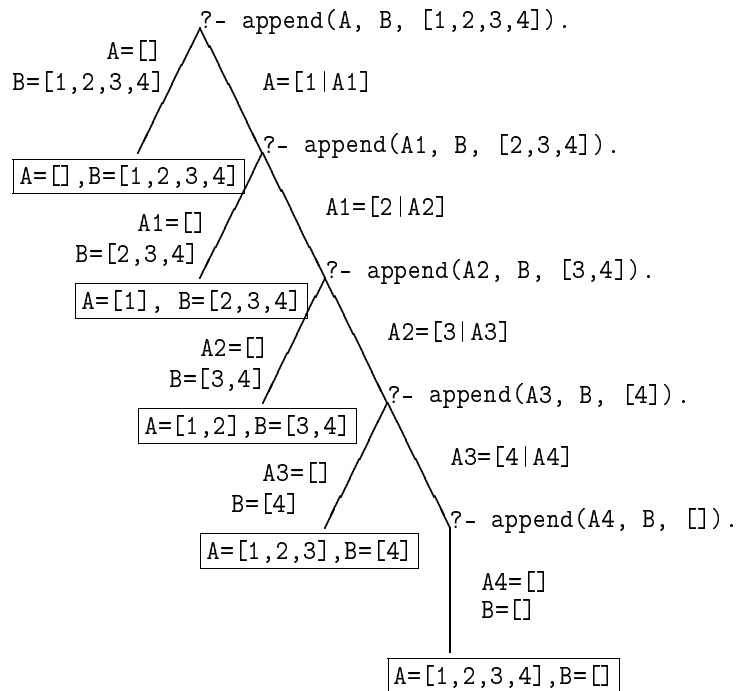 ?- append(A, B, [1,2,3,4]).
A=[]
B=[1,2,3,4]
A=[1|A1]
?- append(A1, B, [2,3,4]).
A=[],B=[1,2,3,4]
A1=[]
B=[2,3,4]
A1=[2|A2]
?- append(A2, B, [3,4]).
A=[1], B=[2,3,4]
A2=[]
B=[3,4]
A2=[3|A3]
?- append(A3, B, [4]).
A=[1,2],B=[3,4]
A3=[]
B=[4]
A3=[4|A4]
?- append(A4, B, []).
A=[1,2,3],B=[4]
A4=[]
B=[]
A=[1,2,3,4],B=[]